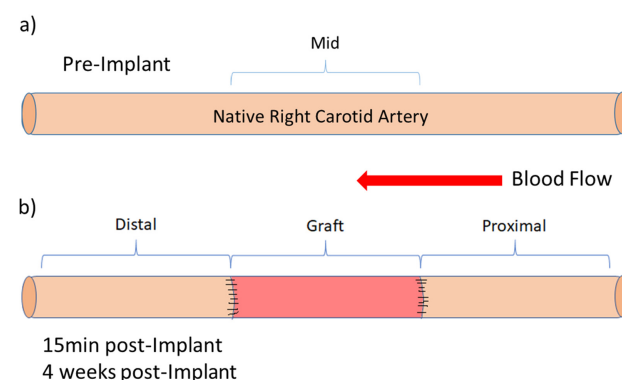 a)
Mid
Pre-Implant
Native Right Carotid Artery
Blood Flow
b)
Distal Graft Proximal
15min post-Implant
4 weeks post-Implant